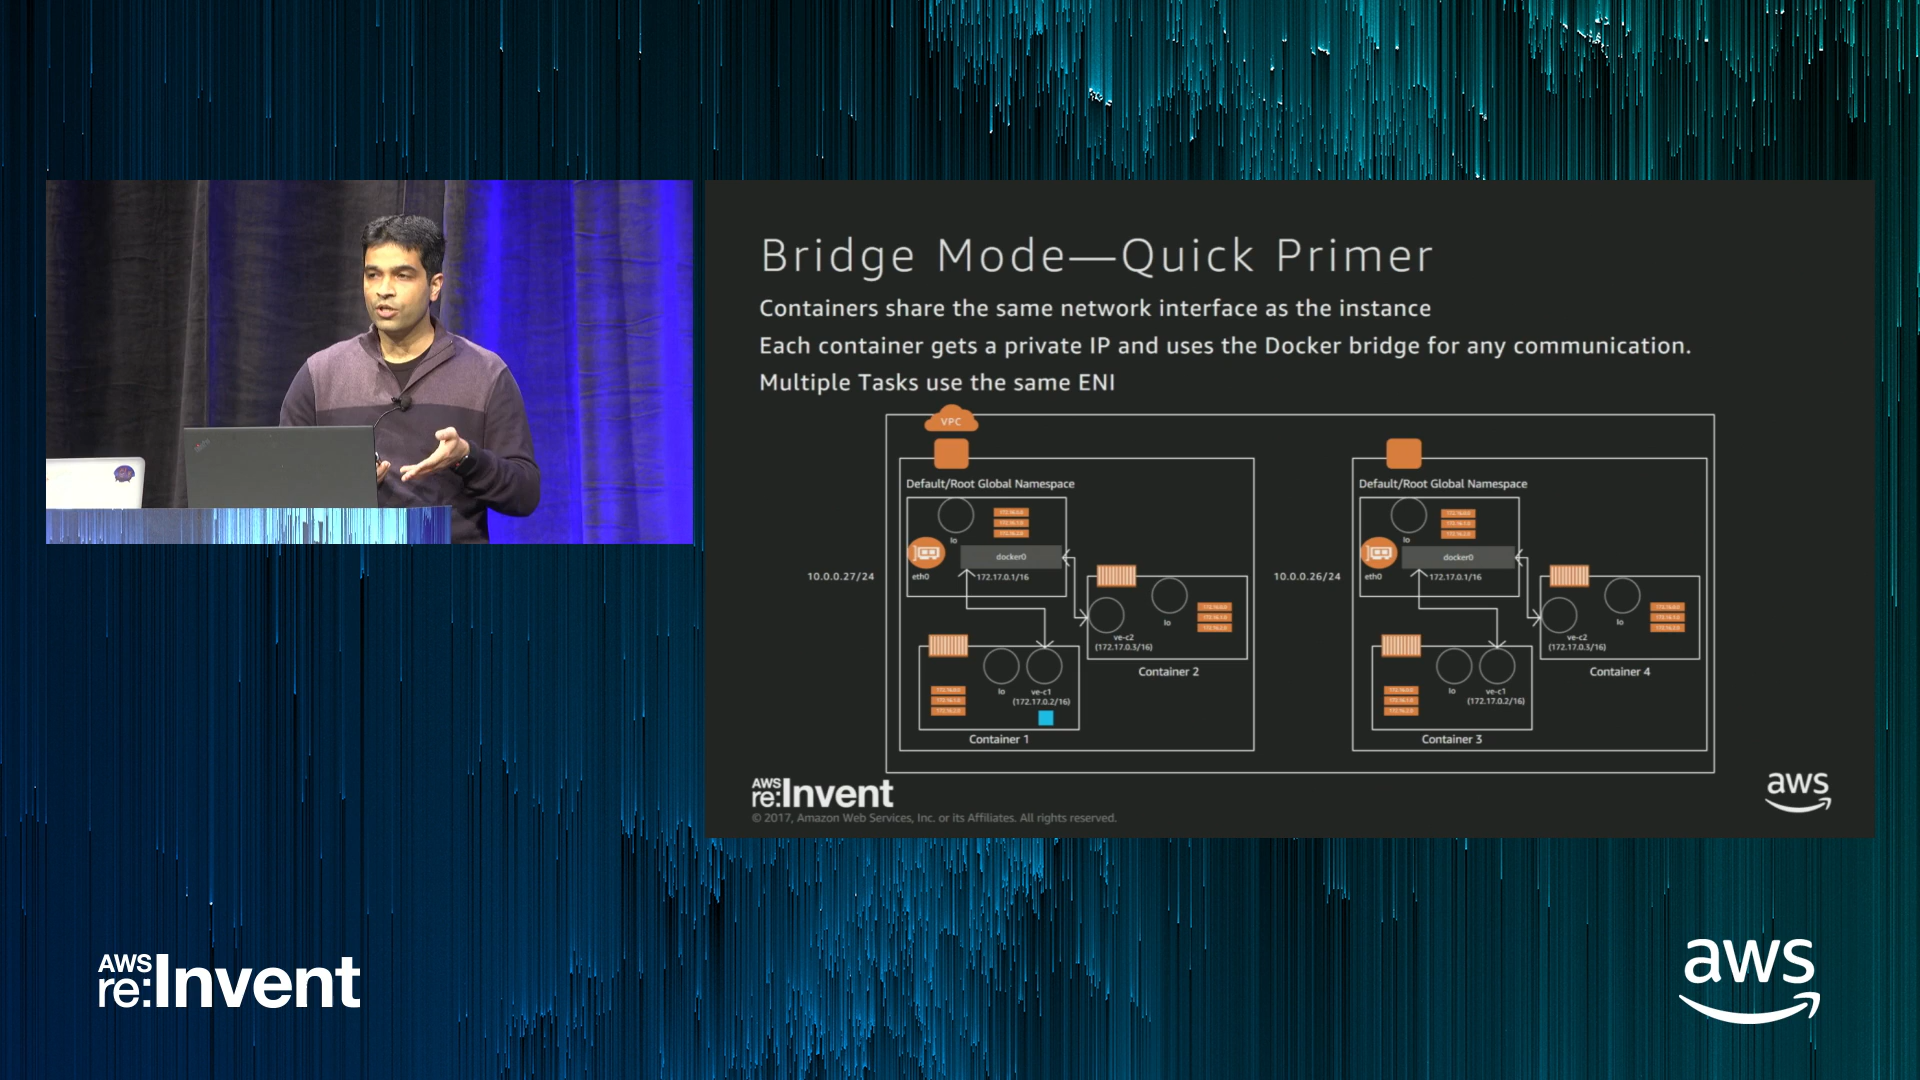 Bridge Mode—Quick Primer
Containers share the same network interface as the instance
Each container gets a private IP and uses the Docker bridge for any communication.
Multiple Tasks use the same ENI
VPC
Default/Root Global Namespace
lo
docker0
eth0
172.17.0.1/16
10.0.0.27/24
ve-c2
(172.17.0.3/16)
lo
Container 2
lo
ve-c1
(172.17.0.2/16)
Container 1
Default/Root Global Namespace
lo
docker0
eth0
172.17.0.1/16
10.0.0.26/24
ve-c2
(172.17.0.3/16)
lo
Container 4
lo
ve-c1
(172.17.0.2/16)
Container 3
AWS
re:Invent
© 2017, Amazon Web Services, Inc. or its Affiliates. All rights reserved.
aws
AWS
re:Invent
aws